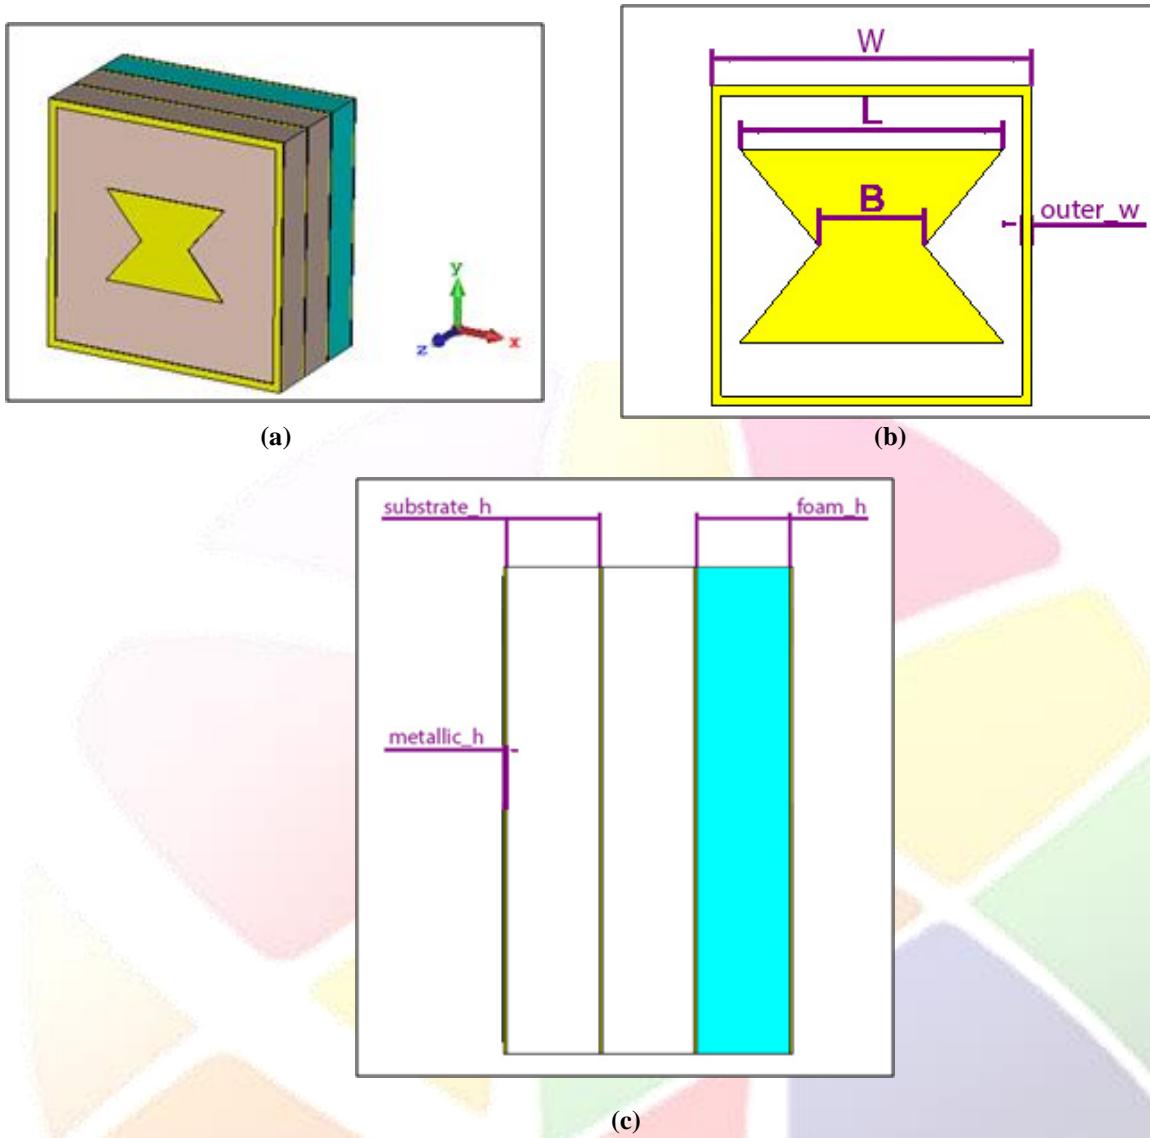 y
x
z
(a)
W
L
B
outer_w
(b)
substrate_h
foam_h
metallic_h
(c)